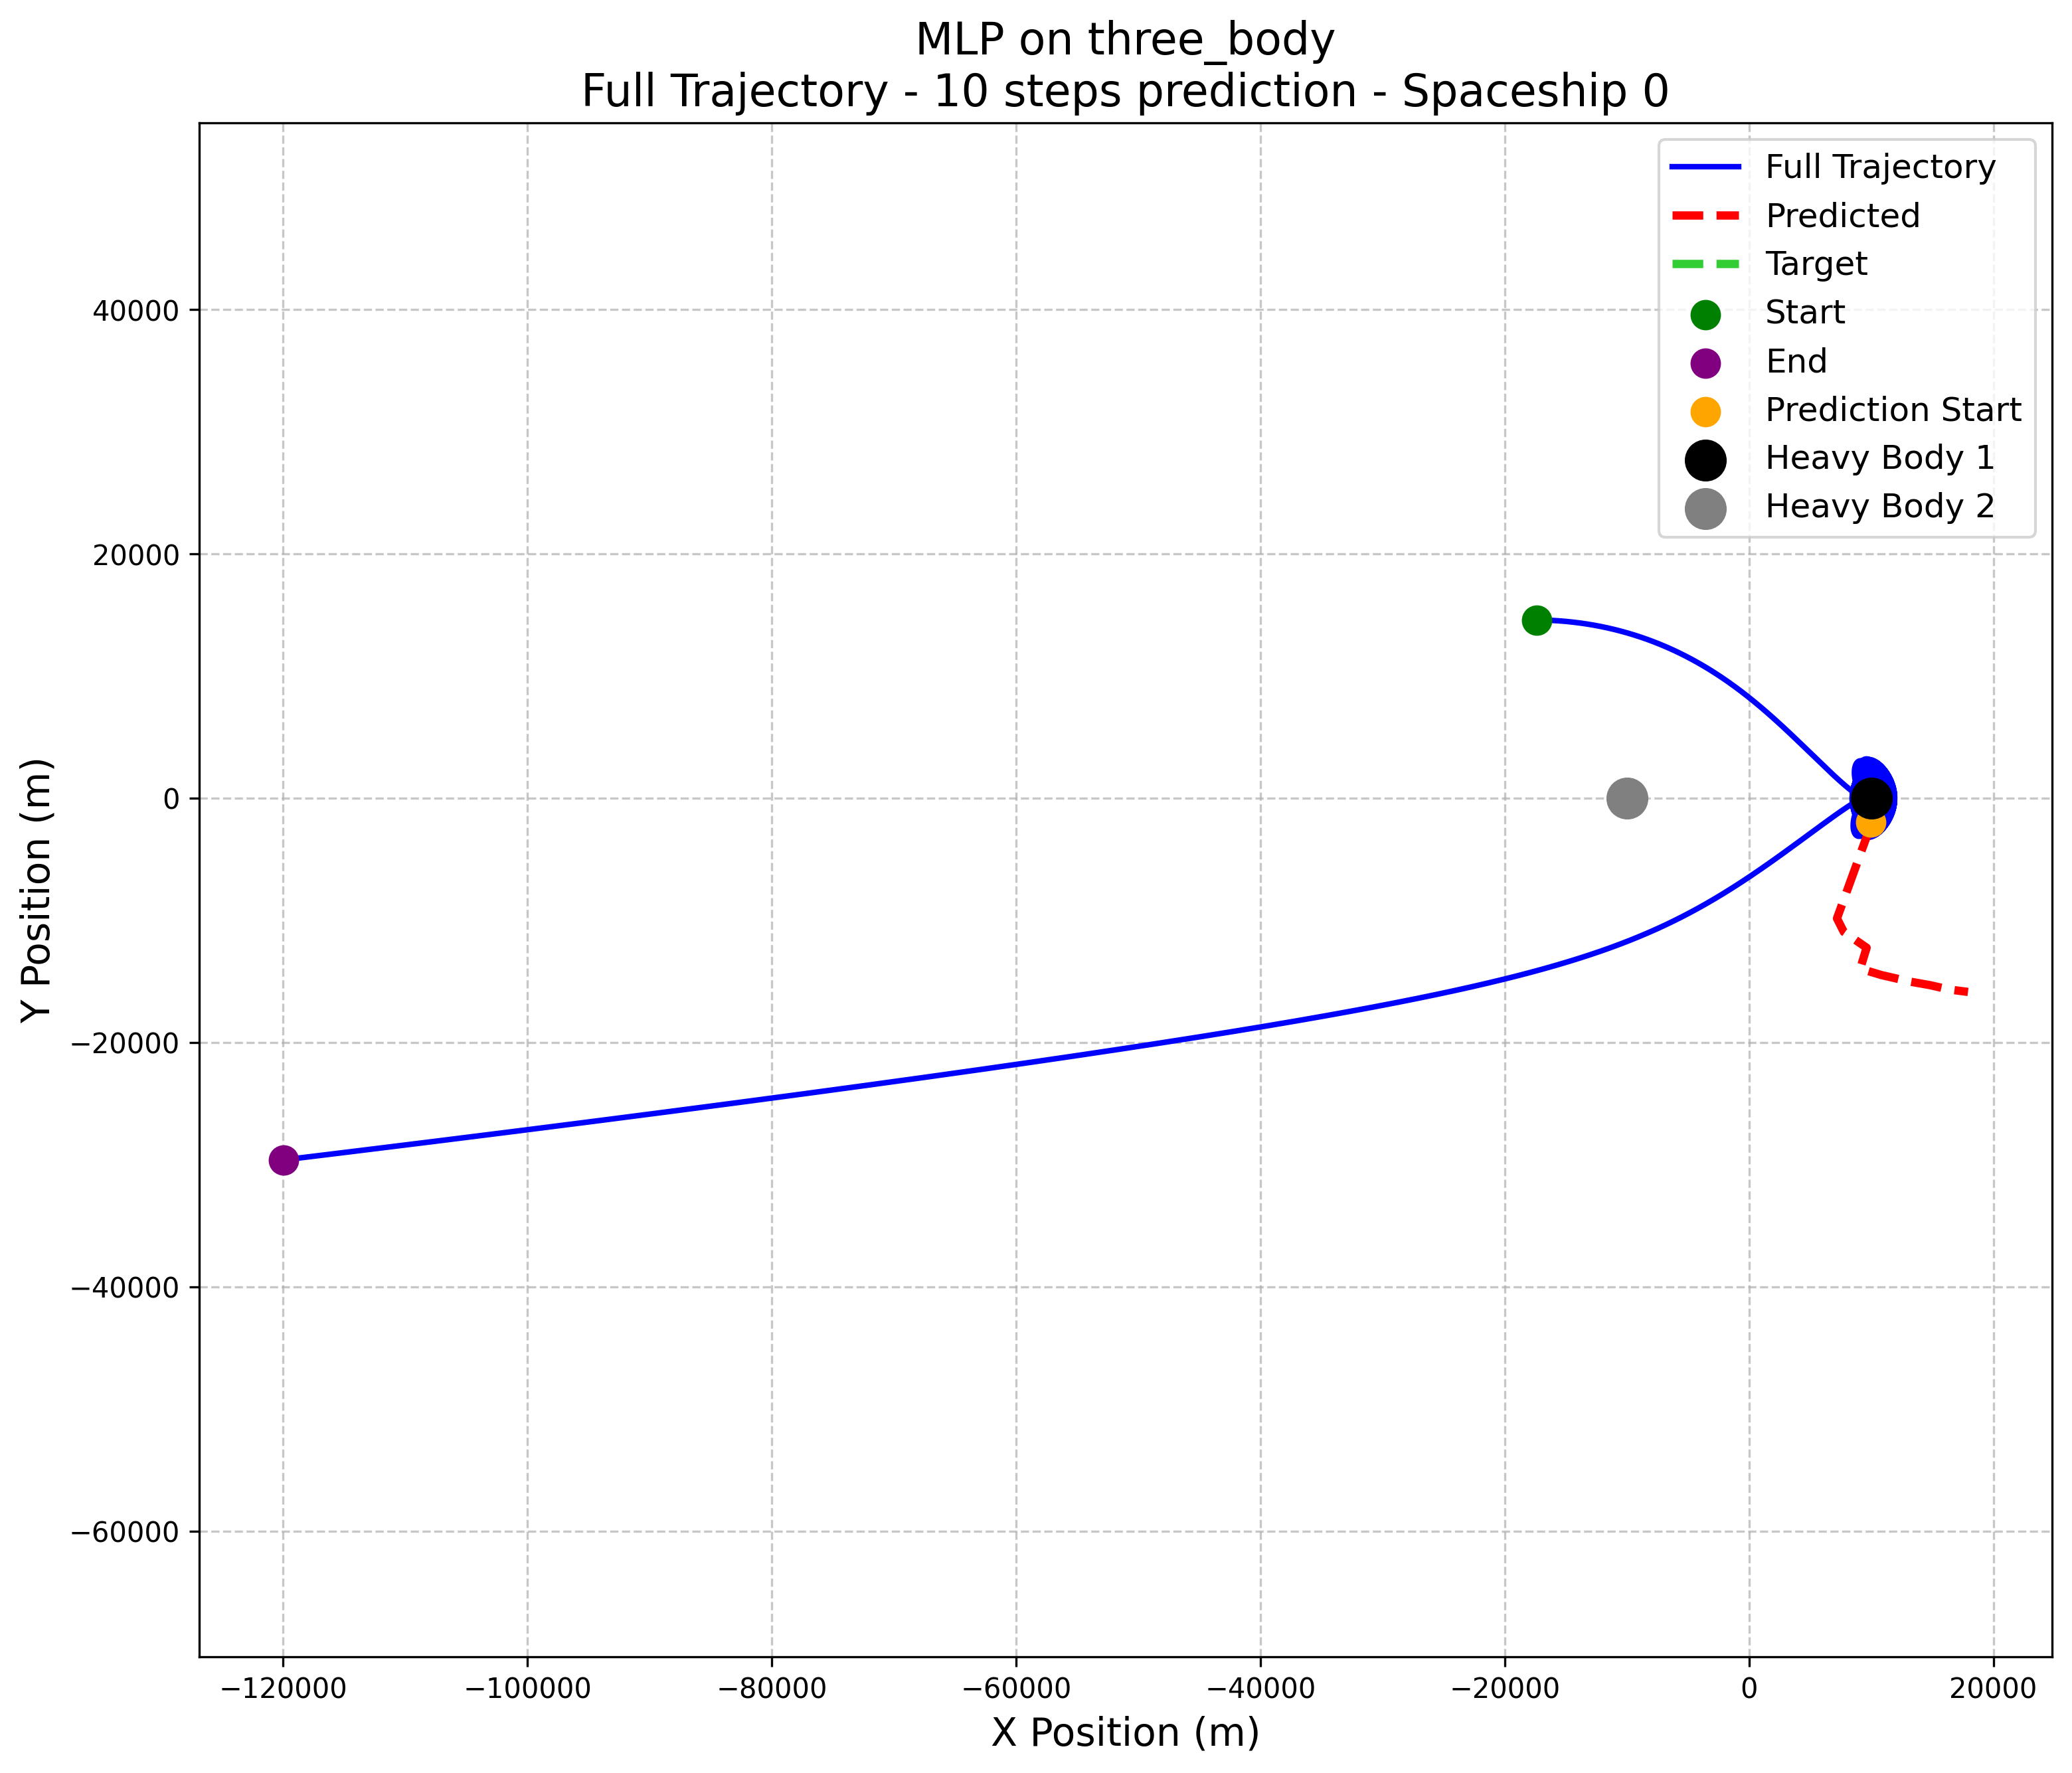 MLP on three_body
Full Trajectory - 10 steps prediction - Spaceship 0
Full Trajectory
Predicted
Target
Start
End
Prediction Start
Heavy Body 1
Heavy Body 2
Y Position (m)
40000
20000
0
−20000
−40000
−60000
−120000
−100000
−80000
−60000
−40000
−20000
0
20000
X Position (m)